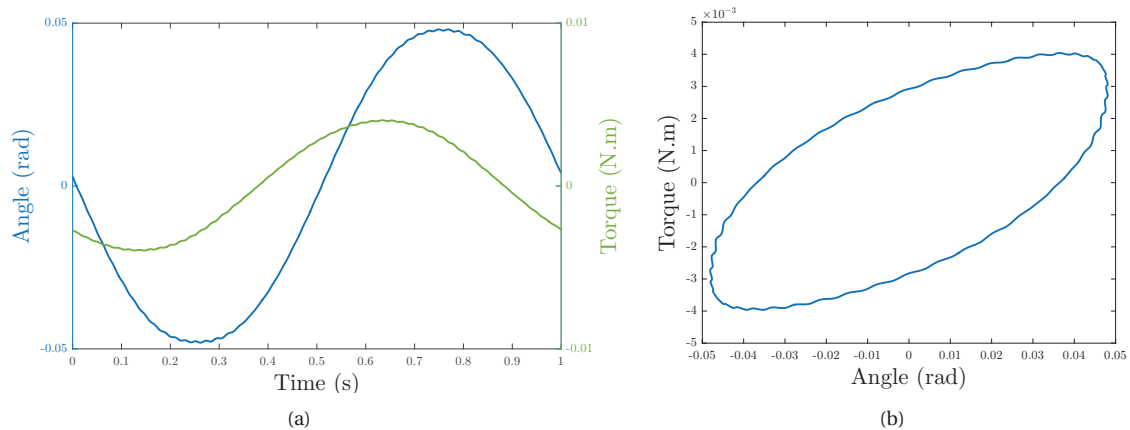 0.05
0
-0.05
Angle (rad)
0.01
0
-0.01
Torque (N.m)
0 0.1 0.2 0.3 0.4 0.5 0.6 0.7 0.8 0.9 1
Time (s)
(a)
×10⁻³
5
4
3
2
1
0
-1
-2
-3
-4
-5
Torque (N.m)
-0.05 -0.04 -0.03 -0.02 -0.01 0 0.01 0.02 0.03 0.04 0.05
Angle (rad)
(b)